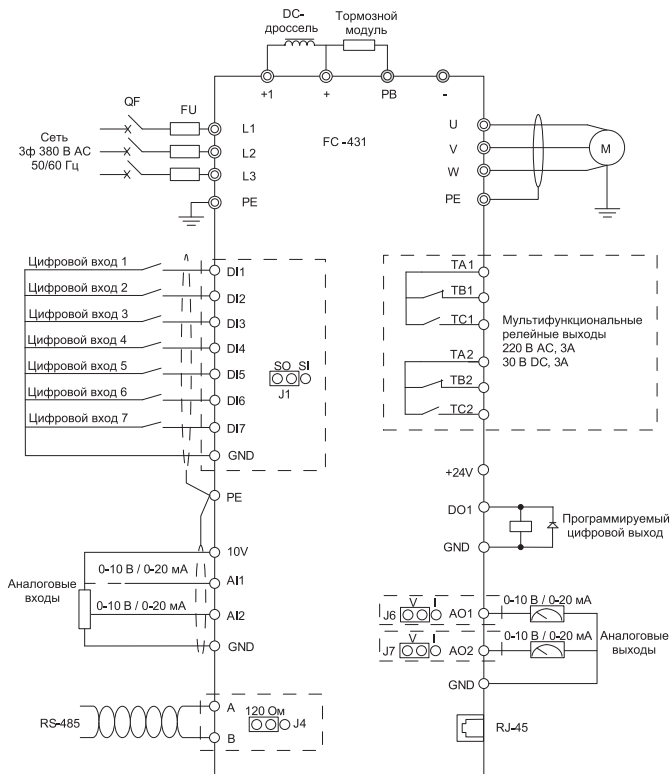 DC-
дроссель
Тормозной
модуль
+1
+
PB
-
QF
FU
Сеть
3ф 380 В AC
50/60 Гц
L1
L2
L3
PE
FC-431
U
V
W
PE
M
Цифровой вход 1
Цифровой вход 2
Цифровой вход 3
Цифровой вход 4
Цифровой вход 5
Цифровой вход 6
Цифровой вход 7
DI1
DI2
DI3
DI4
DI5
DI6
DI7
GND
SO SI
J1
PE
TA1
TB1
TC1
TA2
TB2
TC2
Мультифункциональные
релейные выходы
220 В AC, 3А
30 В DC, 3А
+24V
DO1
GND
Программируемый
цифровой выход
Аналоговые
входы
10V
0-10 В / 0-20 мА
AI1
0-10 В / 0-20 мА
AI2
GND
J6
V I
AO1
0-10 В / 0-20 мА
J7
V I
AO2
0-10 В / 0-20 мА
GND
Аналоговые
выходы
RS-485
A
B
120 Ом
J4
RJ-45